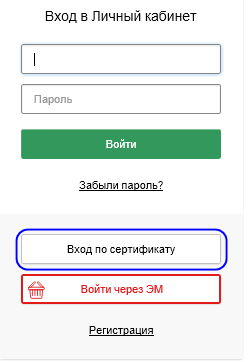 Вход в Личный кабинет
Пароль
Войти
Забыли пароль?
Вход по сертификату
Войти через ЭМ
Регистрация